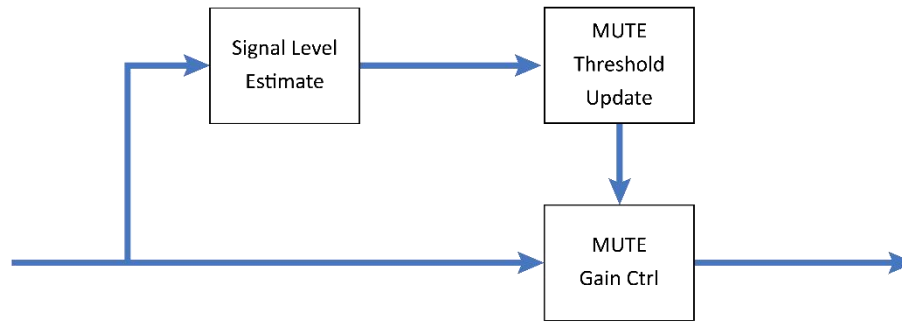 Signal Level
Estimate
MUTE
Threshold
Update
MUTE
Gain Ctrl